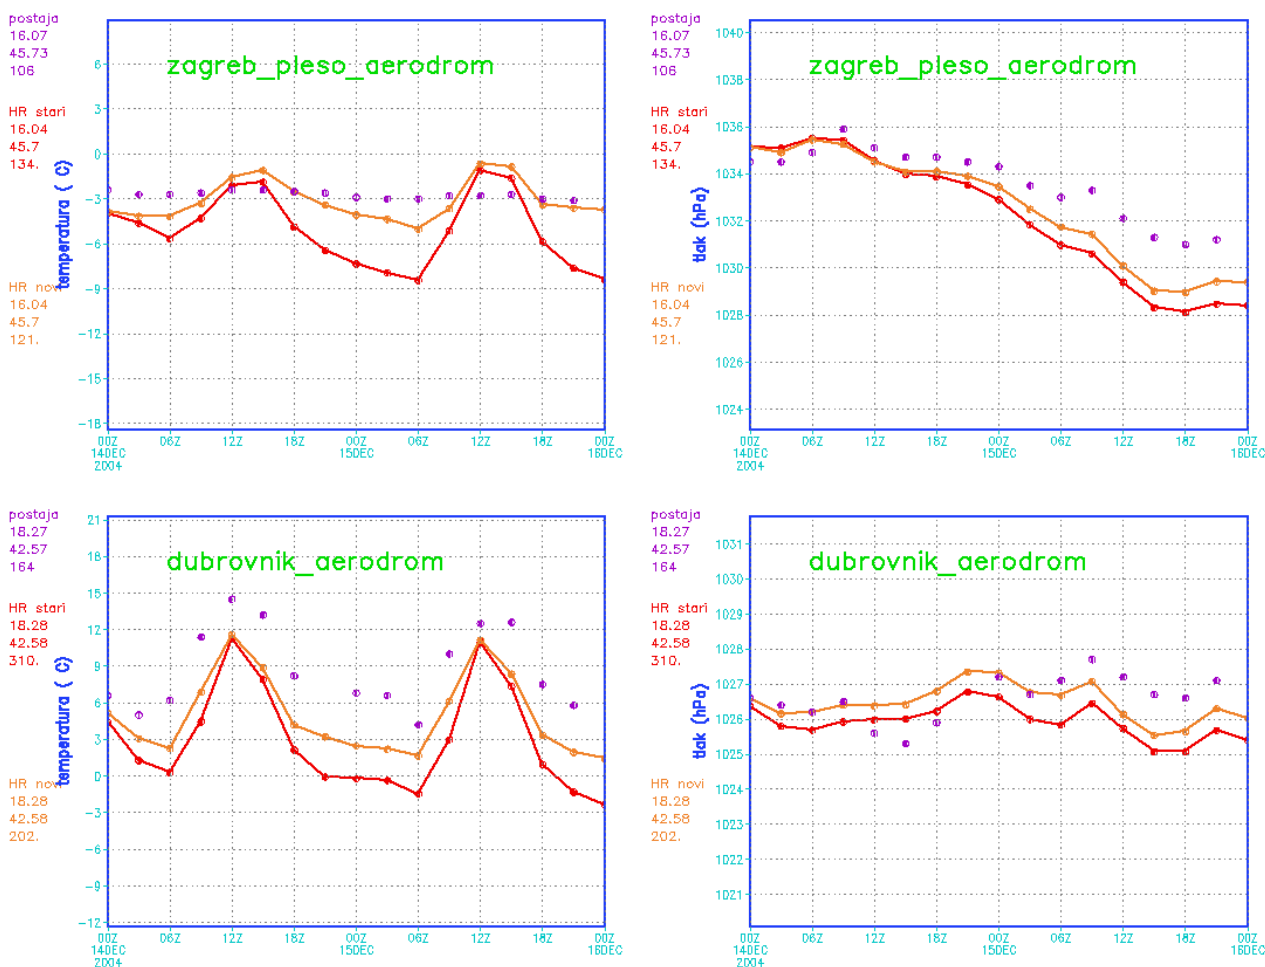 postaja
16.07
45.73
106
HR stari
16.04
45.7
134.
HR novi
16.04
45.7
121.
temperatura ( C)
zagreb_pleso_aerodrom
6
3
0
-3
-6
-9
-12
-15
-18
00Z 06Z 12Z 18Z 00Z 06Z 12Z 18Z 00Z
14DEC 15DEC 16DEC
2004
postaja
16.07
45.73
106
HR stari
16.04
45.7
134.
HR novi
16.04
45.7
121.
tlak (hPa)
zagreb_pleso_aerodrom
1040
1038
1036
1034
1032
1030
1028
1026
1024
00Z 06Z 12Z 18Z 00Z 06Z 12Z 18Z 00Z
14DEC 15DEC 16DEC
2004
postaja
18.27
42.57
164
HR stari
18.28
42.58
310.
HR novi
18.28
42.58
202.
temperatura ( C)
dubrovnik_aerodrom
21
18
15
12
9
6
3
0
-3
-6
-9
-12
00Z 06Z 12Z 18Z 00Z 06Z 12Z 18Z 00Z
14DEC 15DEC 16DEC
2004
postaja
18.27
42.57
164
HR stari
18.28
42.58
310.
HR novi
18.28
42.58
202.
tlak (hPa)
dubrovnik_aerodrom
1031
1030
1029
1028
1027
1026
1025
1024
1023
1022
1021
00Z 06Z 12Z 18Z 00Z 06Z 12Z 18Z 00Z
14DEC 15DEC 16DEC
2004